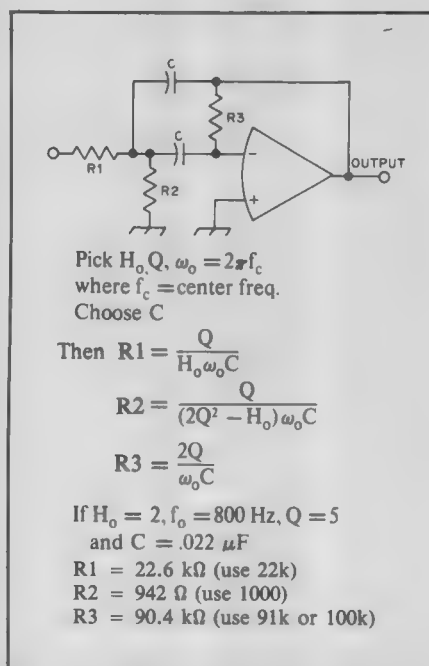 C
R3
C
R1
R2
−
+
OUTPUT
Pick H₀, Q, ω₀ = 2πf_c
where f_c = center freq.
Choose C
Then R1 = Q / H₀ω₀C
R2 = Q / (2Q² − H₀) ω₀C
R3 = 2Q / ω₀C
If H₀ = 2, f₀ = 800 Hz, Q = 5
and C = .022 μF
R1 = 22.6 kΩ (use 22k)
R2 = 942 Ω (use 1000)
R3 = 90.4 kΩ (use 91k or 100k)